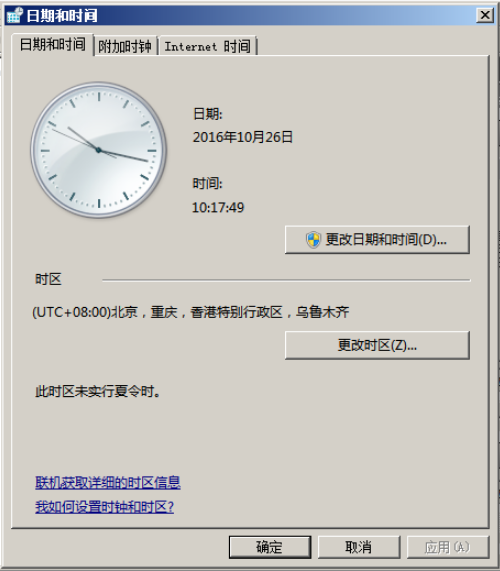 日期和时间
日期和时间 附加时钟 Internet 时间
日期:
2016年10月26日
时间:
10:17:49
更改日期和时间(D)...
时区
(UTC+08:00)北京，重庆，香港特别行政区，乌鲁木齐
更改时区(Z)...
此时区未实行夏令时。
联机获取详细的时区信息
我如何设置时钟和时区?
确定 取消 应用(A)